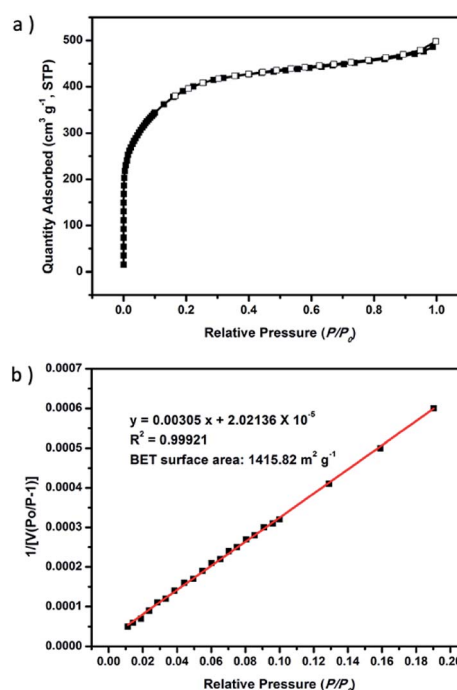 a )
500
400
300
200
100
0
Quantity Adsorbed (cm³ g⁻¹, STP)
0.0 0.2 0.4 0.6 0.8 1.0
Relative Pressure (P/P₀)
b )
0.0007
0.0006
0.0005
0.0004
0.0003
0.0002
0.0001
0.0000
1/[V(Po/P-1)]
y = 0.00305 x + 2.02136 X 10⁻⁵
R² = 0.99921
BET surface area: 1415.82 m² g⁻¹
0.00 0.02 0.04 0.06 0.08 0.10 0.12 0.14 0.16 0.18 0.20
Relative Pressure (P/P₀)